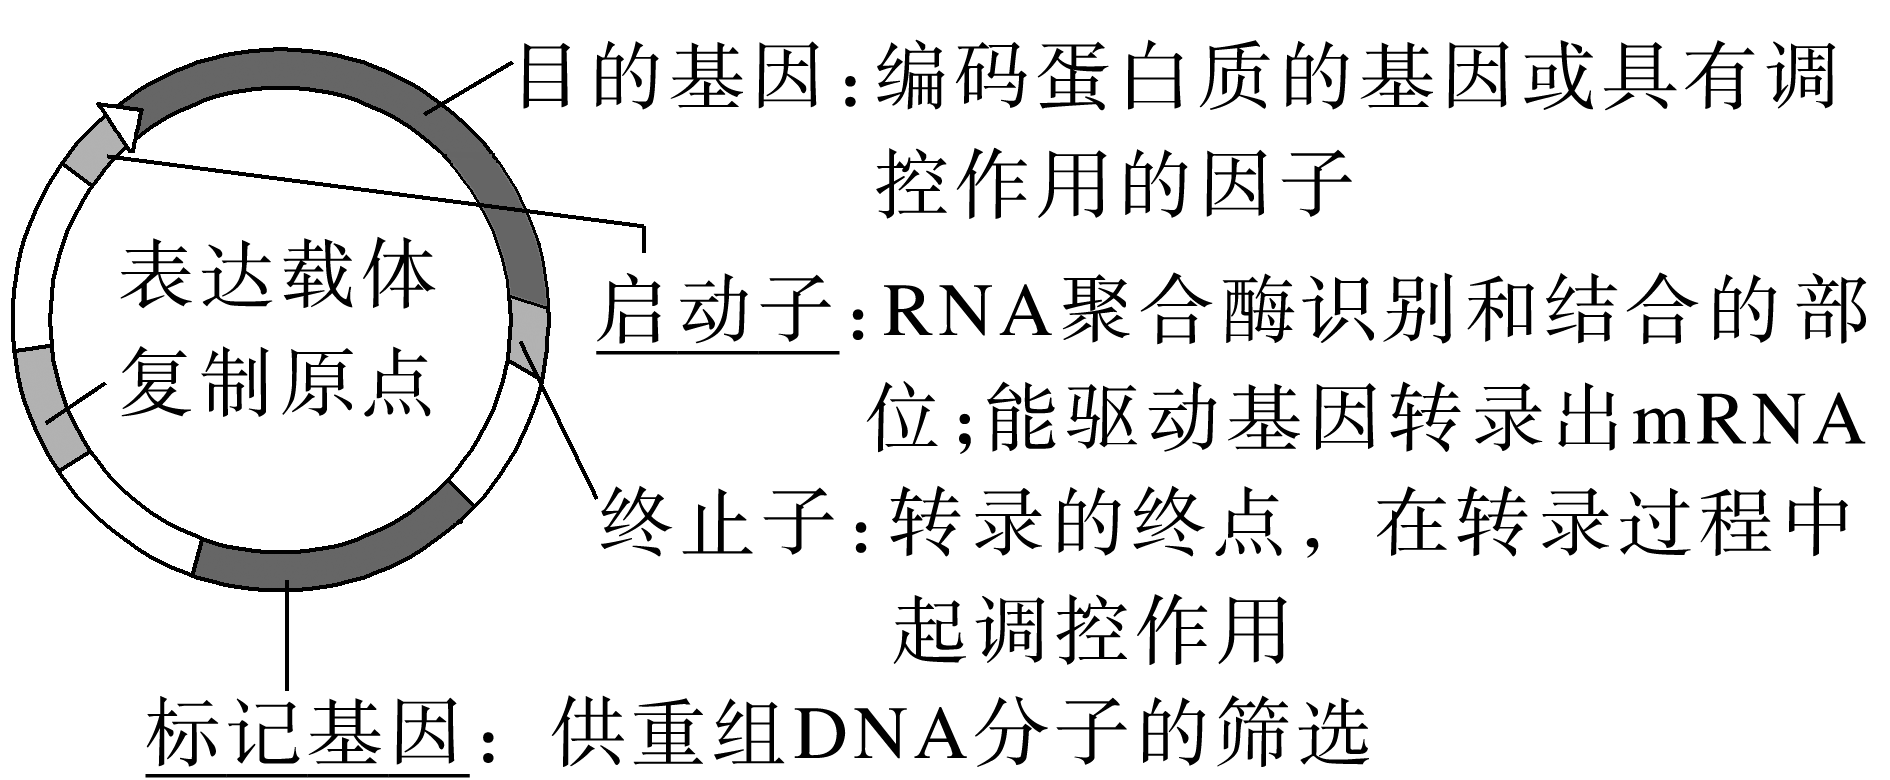 目的基因：编码蛋白质的基因或具有调
控作用的因子
表达载体
复制原点
启动子：RNA聚合酶识别和结合的部
位；能驱动基因转录出mRNA
终止子：转录的终点，在转录过程中
起调控作用
标记基因：供重组DNA分子的筛选